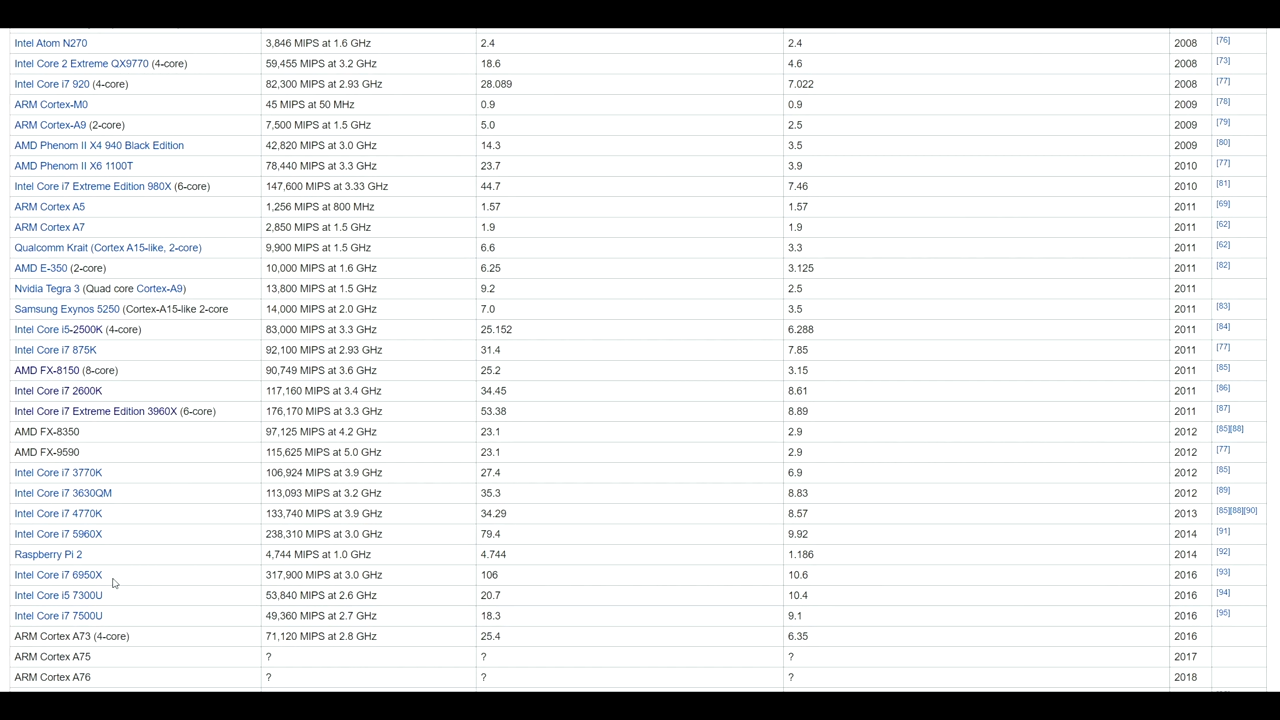 Intel Atom N270 3,846 MIPS at 1.6 GHz 2.4 2.4 2008 [76]
Intel Core 2 Extreme QX9770 (4-core) 59,455 MIPS at 3.2 GHz 18.6 4.6 2008 [73]
Intel Core i7 920 (4-core) 82,300 MIPS at 2.93 GHz 28.089 7.022 2008 [77]
ARM Cortex-M0 45 MIPS at 50 MHz 0.9 0.9 2009 [78]
ARM Cortex-A9 (2-core) 7,500 MIPS at 1.5 GHz 5.0 2.5 2009 [79]
AMD Phenom II X4 940 Black Edition 42,820 MIPS at 3.0 GHz 14.3 3.5 2009 [80]
AMD Phenom II X6 1100T 78,440 MIPS at 3.3 GHz 23.7 3.9 2010 [77]
Intel Core i7 Extreme Edition 980X (6-core) 147,600 MIPS at 3.33 GHz 44.7 7.46 2010 [81]
ARM Cortex A5 1,256 MIPS at 800 MHz 1.57 1.57 2011 [69]
ARM Cortex A7 2,850 MIPS at 1.5 GHz 1.9 1.9 2011 [62]
Qualcomm Krait (Cortex A15-like, 2-core) 9,900 MIPS at 1.5 GHz 6.6 3.3 2011 [62]
AMD E-350 (2-core) 10,000 MIPS at 1.6 GHz 6.25 3.125 2011 [82]
Nvidia Tegra 3 (Quad core Cortex-A9) 13,800 MIPS at 1.5 GHz 9.2 2.5 2011
Samsung Exynos 5250 (Cortex-A15-like 2-core 14,000 MIPS at 2.0 GHz 7.0 3.5 2011 [83]
Intel Core i5-2500K (4-core) 83,000 MIPS at 3.3 GHz 25.152 6.288 2011 [84]
Intel Core i7 875K 92,100 MIPS at 2.93 GHz 31.4 7.85 2011 [77]
AMD FX-8150 (8-core) 90,749 MIPS at 3.6 GHz 25.2 3.15 2011 [85]
Intel Core i7 2600K 117,160 MIPS at 3.4 GHz 34.45 8.61 2011 [86]
Intel Core i7 Extreme Edition 3960X (6-core) 176,170 MIPS at 3.3 GHz 53.38 8.89 2011 [87]
AMD FX-8350 97,125 MIPS at 4.2 GHz 23.1 2.9 2012 [85][88]
AMD FX-9590 115,625 MIPS at 5.0 GHz 23.1 2.9 2012 [77]
Intel Core i7 3770K 106,924 MIPS at 3.9 GHz 27.4 6.9 2012 [85]
Intel Core i7 3630QM 113,093 MIPS at 3.2 GHz 35.3 8.83 2012 [89]
Intel Core i7 4770K 133,740 MIPS at 3.9 GHz 34.29 8.57 2013 [85][88][90]
Intel Core i7 5960X 238,310 MIPS at 3.0 GHz 79.4 9.92 2014 [91]
Raspberry Pi 2 4,744 MIPS at 1.0 GHz 4.744 1.186 2014 [92]
Intel Core i7 6950X 317,900 MIPS at 3.0 GHz 106 10.6 2016 [93]
Intel Core i5 7300U 53,840 MIPS at 2.6 GHz 20.7 10.4 2016 [94]
Intel Core i7 7500U 49,360 MIPS at 2.7 GHz 18.3 9.1 2016 [95]
ARM Cortex A73 (4-core) 71,120 MIPS at 2.8 GHz 25.4 6.35 2016
ARM Cortex A75 ? ? ? 2017
ARM Cortex A76 ? ? ? 2018